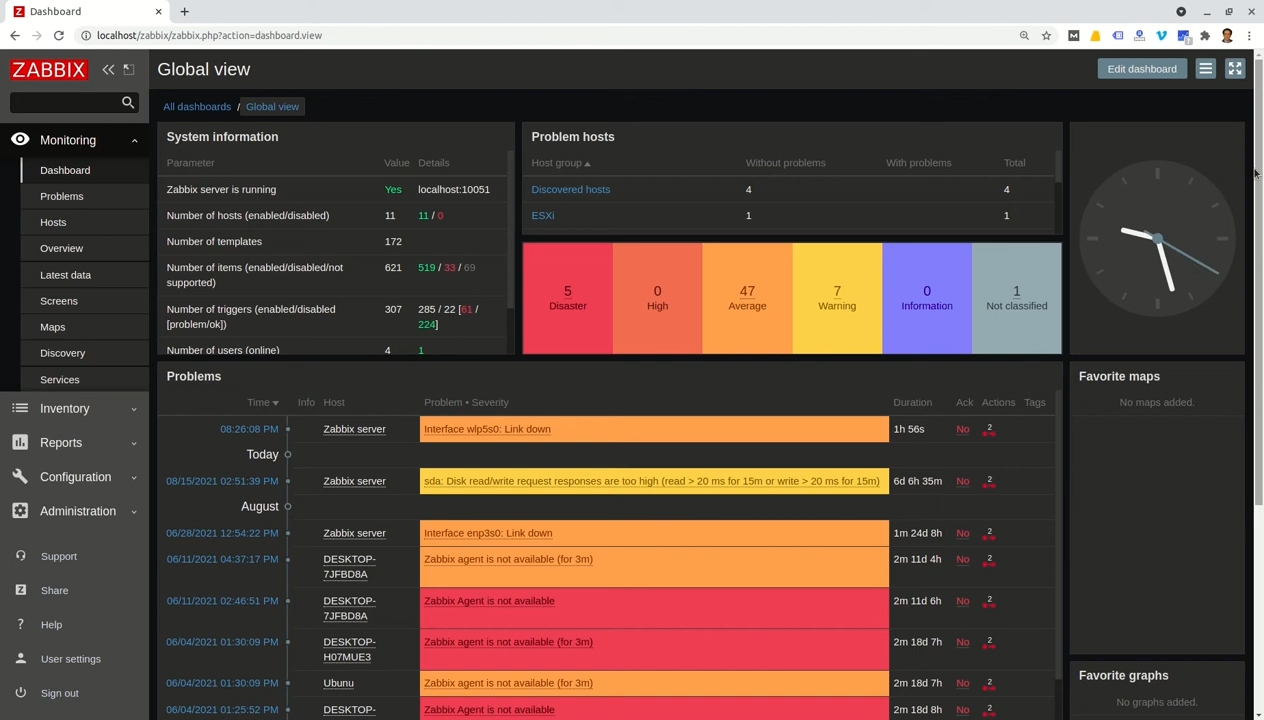 Dashboard
localhost/zabbix/zabbix.php?action=dashboard.view
ZABBIX
Global view
Edit dashboard
All dashboards / Global view
Monitoring
Dashboard
Problems
Hosts
Overview
Latest data
Screens
Maps
Discovery
Services
Inventory
Reports
Configuration
Administration
Support
Share
Help
User settings
Sign out
System information
Parameter Value Details
Zabbix server is running Yes localhost:10051
Number of hosts (enabled/disabled) 11 11 / 0
Number of templates 172
Number of items (enabled/disabled/not 621 519 / 33 / 69
supported)
Number of triggers (enabled/disabled 307 285 / 22 [61 /
[problem/ok]) 224]
Number of users (online) 4 1
Problem hosts
Host group Without problems With problems Total
Discovered hosts 4 4
ESXi 1 1
5 0 47 7 0 1
Disaster High Average Warning Information Not classified
Problems
Time Info Host Problem • Severity Duration Ack Actions Tags
08:26:08 PM Zabbix server Interface wlp5s0: Link down 1h 56s No 2
Today
08/15/2021 02:51:39 PM Zabbix server sda: Disk read/write request responses are too high (read > 20 ms for 15m or write > 20 ms for 15m) 6d 6h 35m No 2
August
06/28/2021 12:54:22 PM Zabbix server Interface enp3s0: Link down 1m 24d 8h No 2
06/11/2021 04:37:17 PM DESKTOP- Zabbix agent is not available (for 3m) 2m 11d 4h No 2
7JFBD8A
06/11/2021 02:46:51 PM DESKTOP- Zabbix Agent is not available 2m 11d 6h No 2
7JFBD8A
06/04/2021 01:30:09 PM DESKTOP- Zabbix agent is not available (for 3m) 2m 18d 7h No 2
H07MUE3
06/04/2021 01:30:09 PM Ubunu Zabbix agent is not available (for 3m) 2m 18d 7h No 2
06/04/2021 01:25:52 PM DESKTOP- Zabbix Agent is not available 2m 18d 8h No 2
Favorite maps
No maps added.
Favorite graphs
No graphs added.